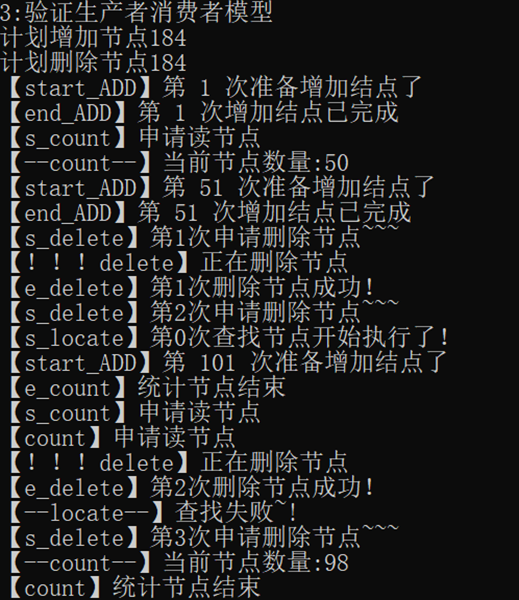 3:验证生产者消费者模型
计划增加节点184
计划删除节点184
【start_ADD】第 1 次准备增加结点了
【end_ADD】第 1 次增加结点已完成
【s_count】申请读节点
【--count--】当前节点数量:50
【start_ADD】第 51 次准备增加结点了
【end_ADD】第 51 次增加结点已完成
【s_delete】第1次申请删除节点~~~
【！！！delete】正在删除节点
【e_delete】第1次删除节点成功!
【s_delete】第2次申请删除节点~~~
【s_locate】第0次查找节点开始执行了!
【start_ADD】第 101 次准备增加结点了
【e_count】统计节点结束
【s_count】申请读节点
【count】申请读节点
【！！！delete】正在删除节点
【e_delete】第2次删除节点成功!
【--locate--】查找失败~!
【s_delete】第3次申请删除节点~~~
【--count--】当前节点数量:98
【count】统计节点结束